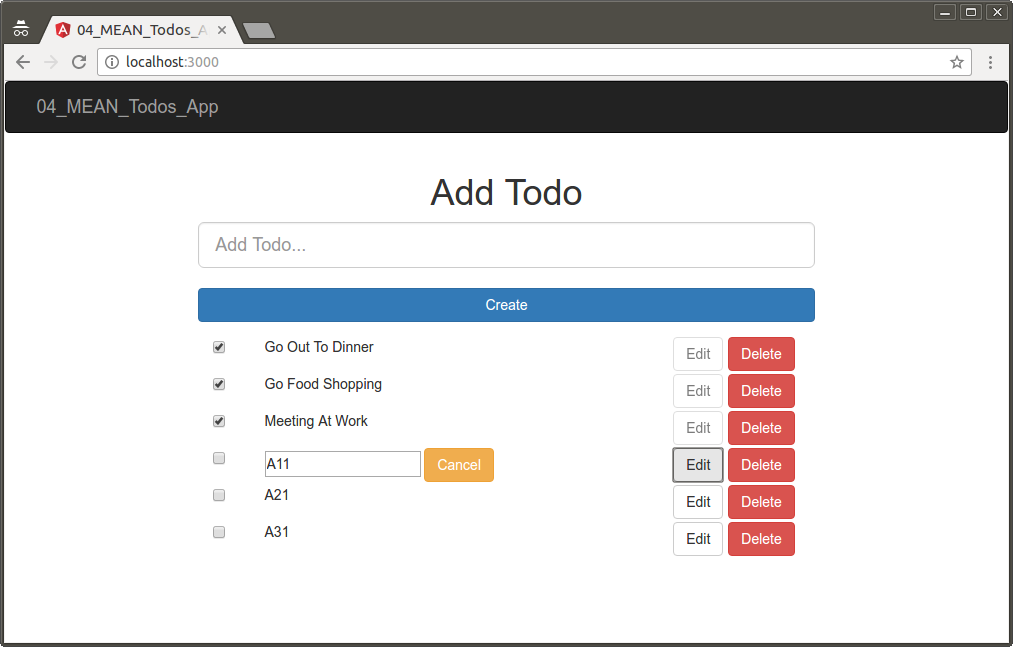 04_MEAN_Todos_A
localhost:3000
04_MEAN_Todos_App
Add Todo
Add Todo...
Create
Go Out To Dinner Edit Delete
Go Food Shopping Edit Delete
Meeting At Work Edit Delete
A11 Cancel Edit Delete
A21 Edit Delete
A31 Edit Delete